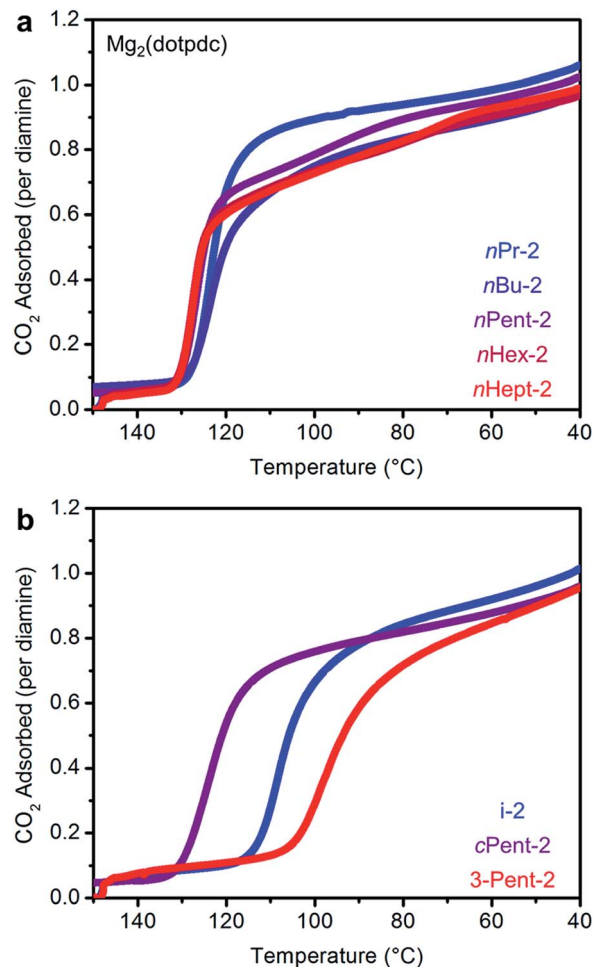 a
Mg₂(dotpdc)
CO₂ Adsorbed (per diamine)
1.2
1.0
0.8
0.6
0.4
0.2
0.0
nPr-2
nBu-2
nPent-2
nHex-2
nHept-2
140 120 100 80 60 40
Temperature (°C)
b
CO₂ Adsorbed (per diamine)
1.2
1.0
0.8
0.6
0.4
0.2
0.0
i-2
cPent-2
3-Pent-2
140 120 100 80 60 40
Temperature (°C)